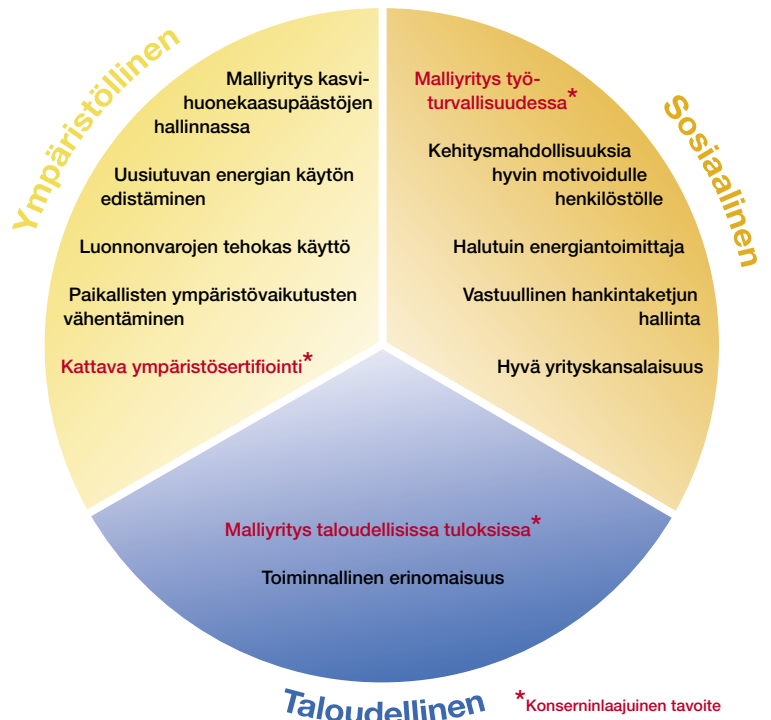 Ympäristöllinen
Malliyritys kasvi-
huonekaasupäästöjen
hallinnassa
Uusiutuvan energian käytön
edistäminen
Luonnonvarojen tehokas käyttö
Paikallisten ympäristövaikutusten
vähentäminen
Kattava ympäristösertifiointi*
Sosiaalinen
Malliyritys työ-
turvallisuudessa*
Kehitysmahdollisuuksia
hyvin motivoidulle
henkilöstölle
Halutuin energiantoimittaja
Vastuullinen hankintaketjun
hallinta
Hyvä yrityskansalaisuus
Malliyritys taloudellisissa tuloksissa*
Toiminnallinen erinomaisuus
Taloudellinen
*Konserninlaajuinen tavoite